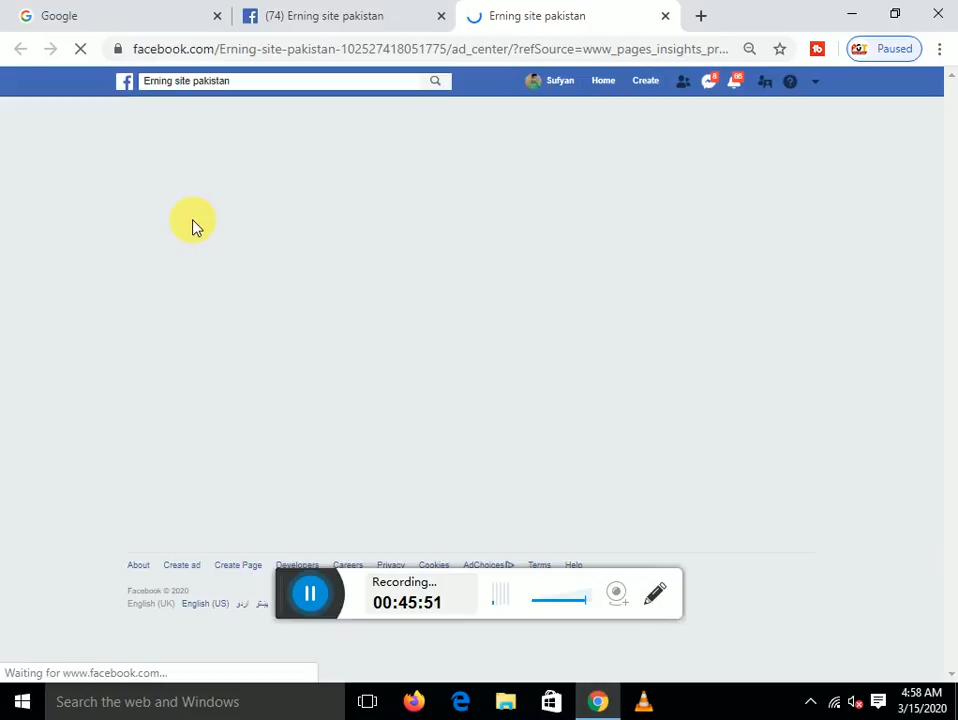 Google
(74) Erning site pakistan
Erning site pakistan
facebook.com/Erning-site-pakistan-102527418051775/ad_center/?refSource=www_pages_insights_pr...
Paused
Erning site pakistan
Sufyan
Home
Create
8
66
About
Create ad
Create Page
Developers
Careers
Privacy
Cookies
AdChoices
Terms
Help
Facebook © 2020
English (UK)
English (US)
اردو
پښتو
Recording...
00:45:51
Waiting for www.facebook.com...
Search the web and Windows
4:58 AM
3/15/2020